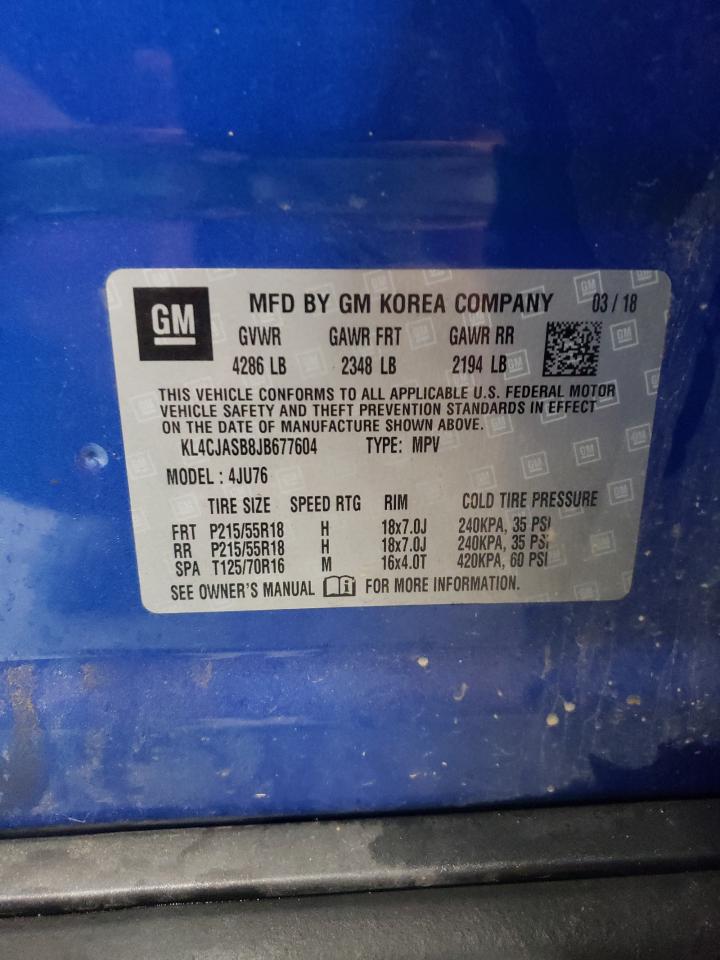 GM MFD BY GM KOREA COMPANY 03 / 18
GVWR GAWR FRT GAWR RR
4286 LB 2348 LB 2194 LB
THIS VEHICLE CONFORMS TO ALL APPLICABLE U.S. FEDERAL MOTOR
VEHICLE SAFETY AND THEFT PREVENTION STANDARDS IN EFFECT
ON THE DATE OF MANUFACTURE SHOWN ABOVE.
KL4CJASB8JB677604 TYPE: MPV
MODEL : 4JU76
TIRE SIZE SPEED RTG RIM COLD TIRE PRESSURE
FRT P215/55R18 H 18x7.0J 240KPA, 35 PSI
RR P215/55R18 H 18x7.0J 240KPA, 35 PSI
SPA T125/70R16 M 16x4.0T 420KPA, 60 PSI
SEE OWNER'S MANUAL FOR MORE INFORMATION.